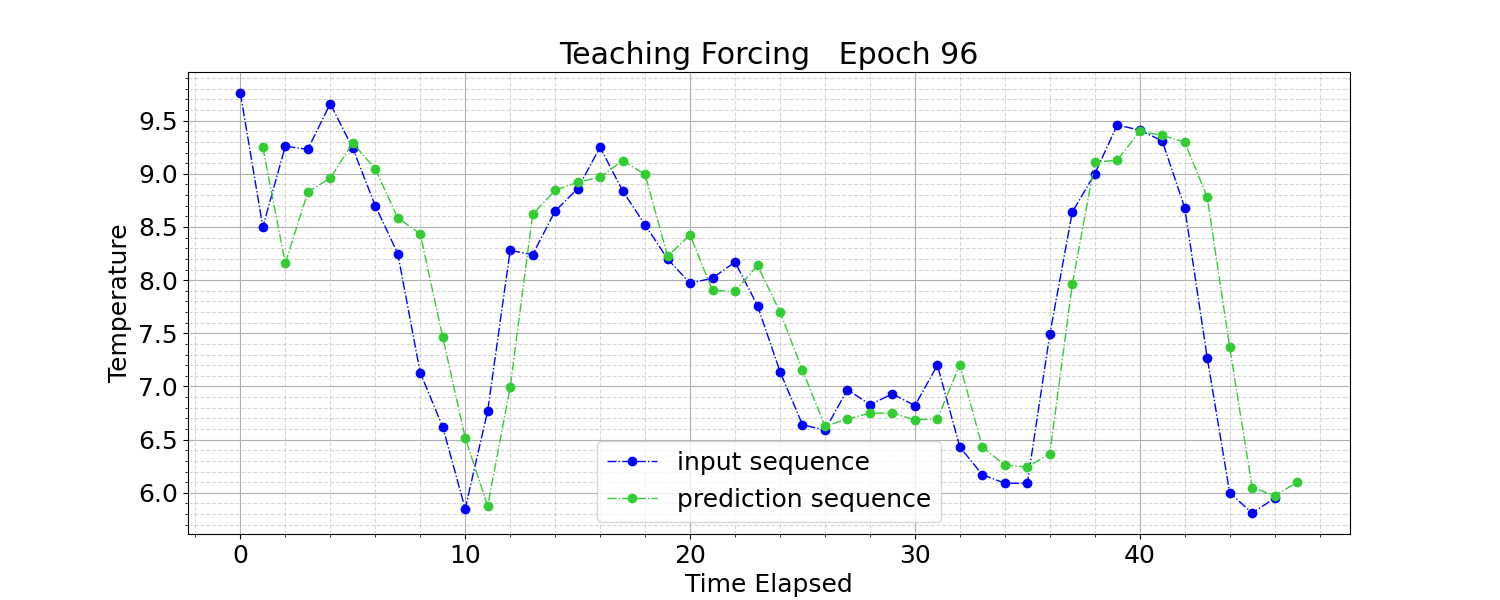 Teaching Forcing   Epoch 96
Temperature
9.5
9.0
8.5
8.0
7.5
7.0
6.5
6.0
input sequence
prediction sequence
0 10 20 30 40
Time Elapsed